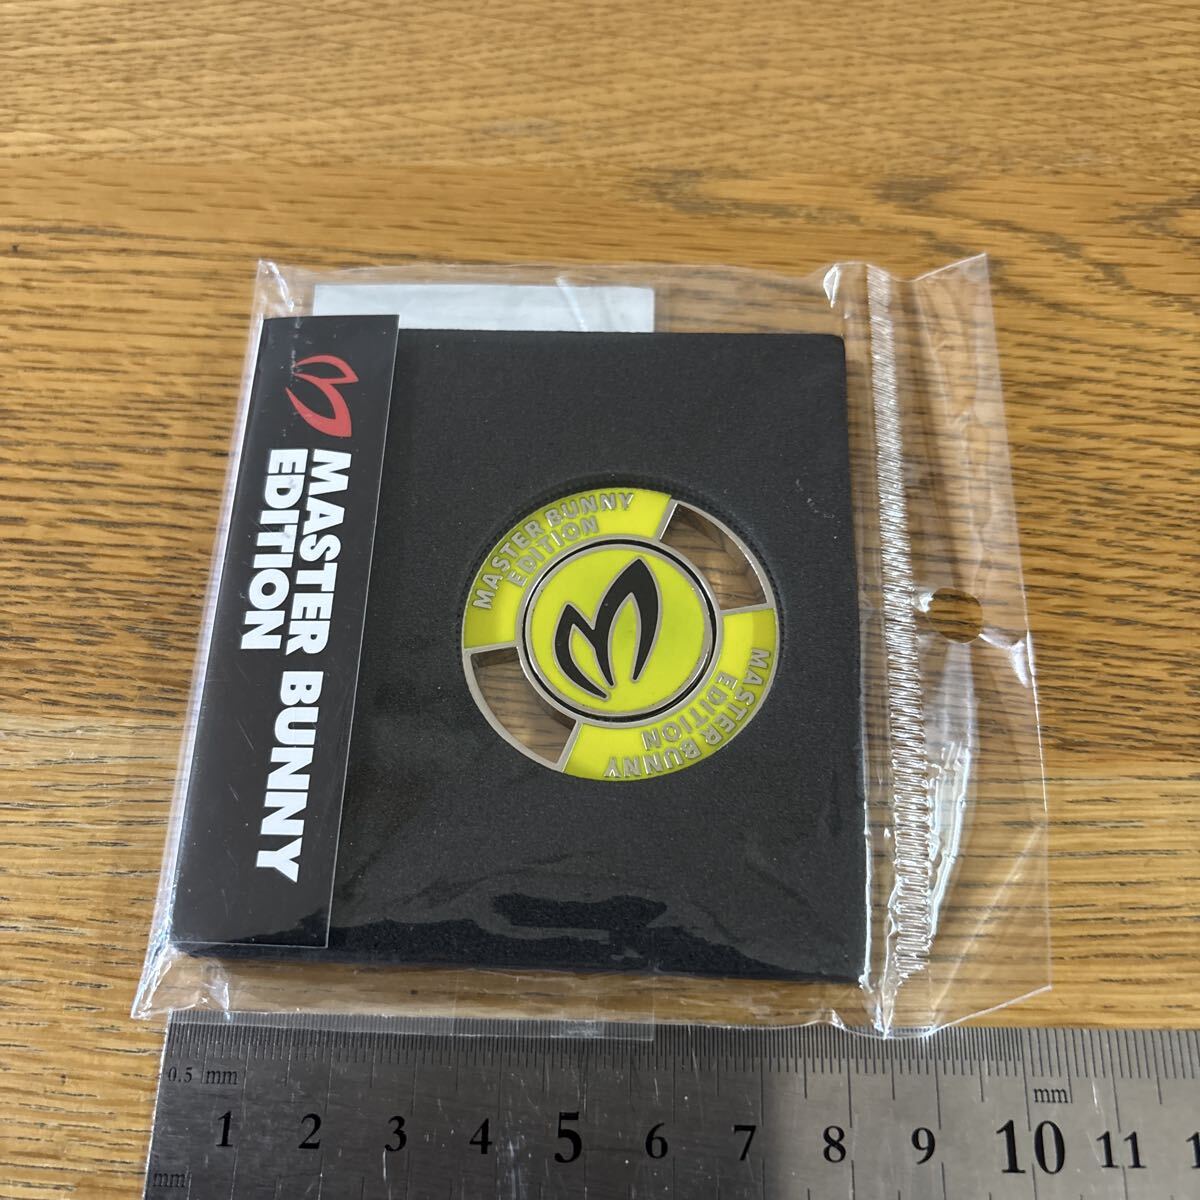 MASTER BUNNY
EDITION
MASTER BUNNY
EDITION
MASTER BUNNY
EDITION
0.5 mm
mm
1 2 3 4 5 6 7 8 9 10 11
mm